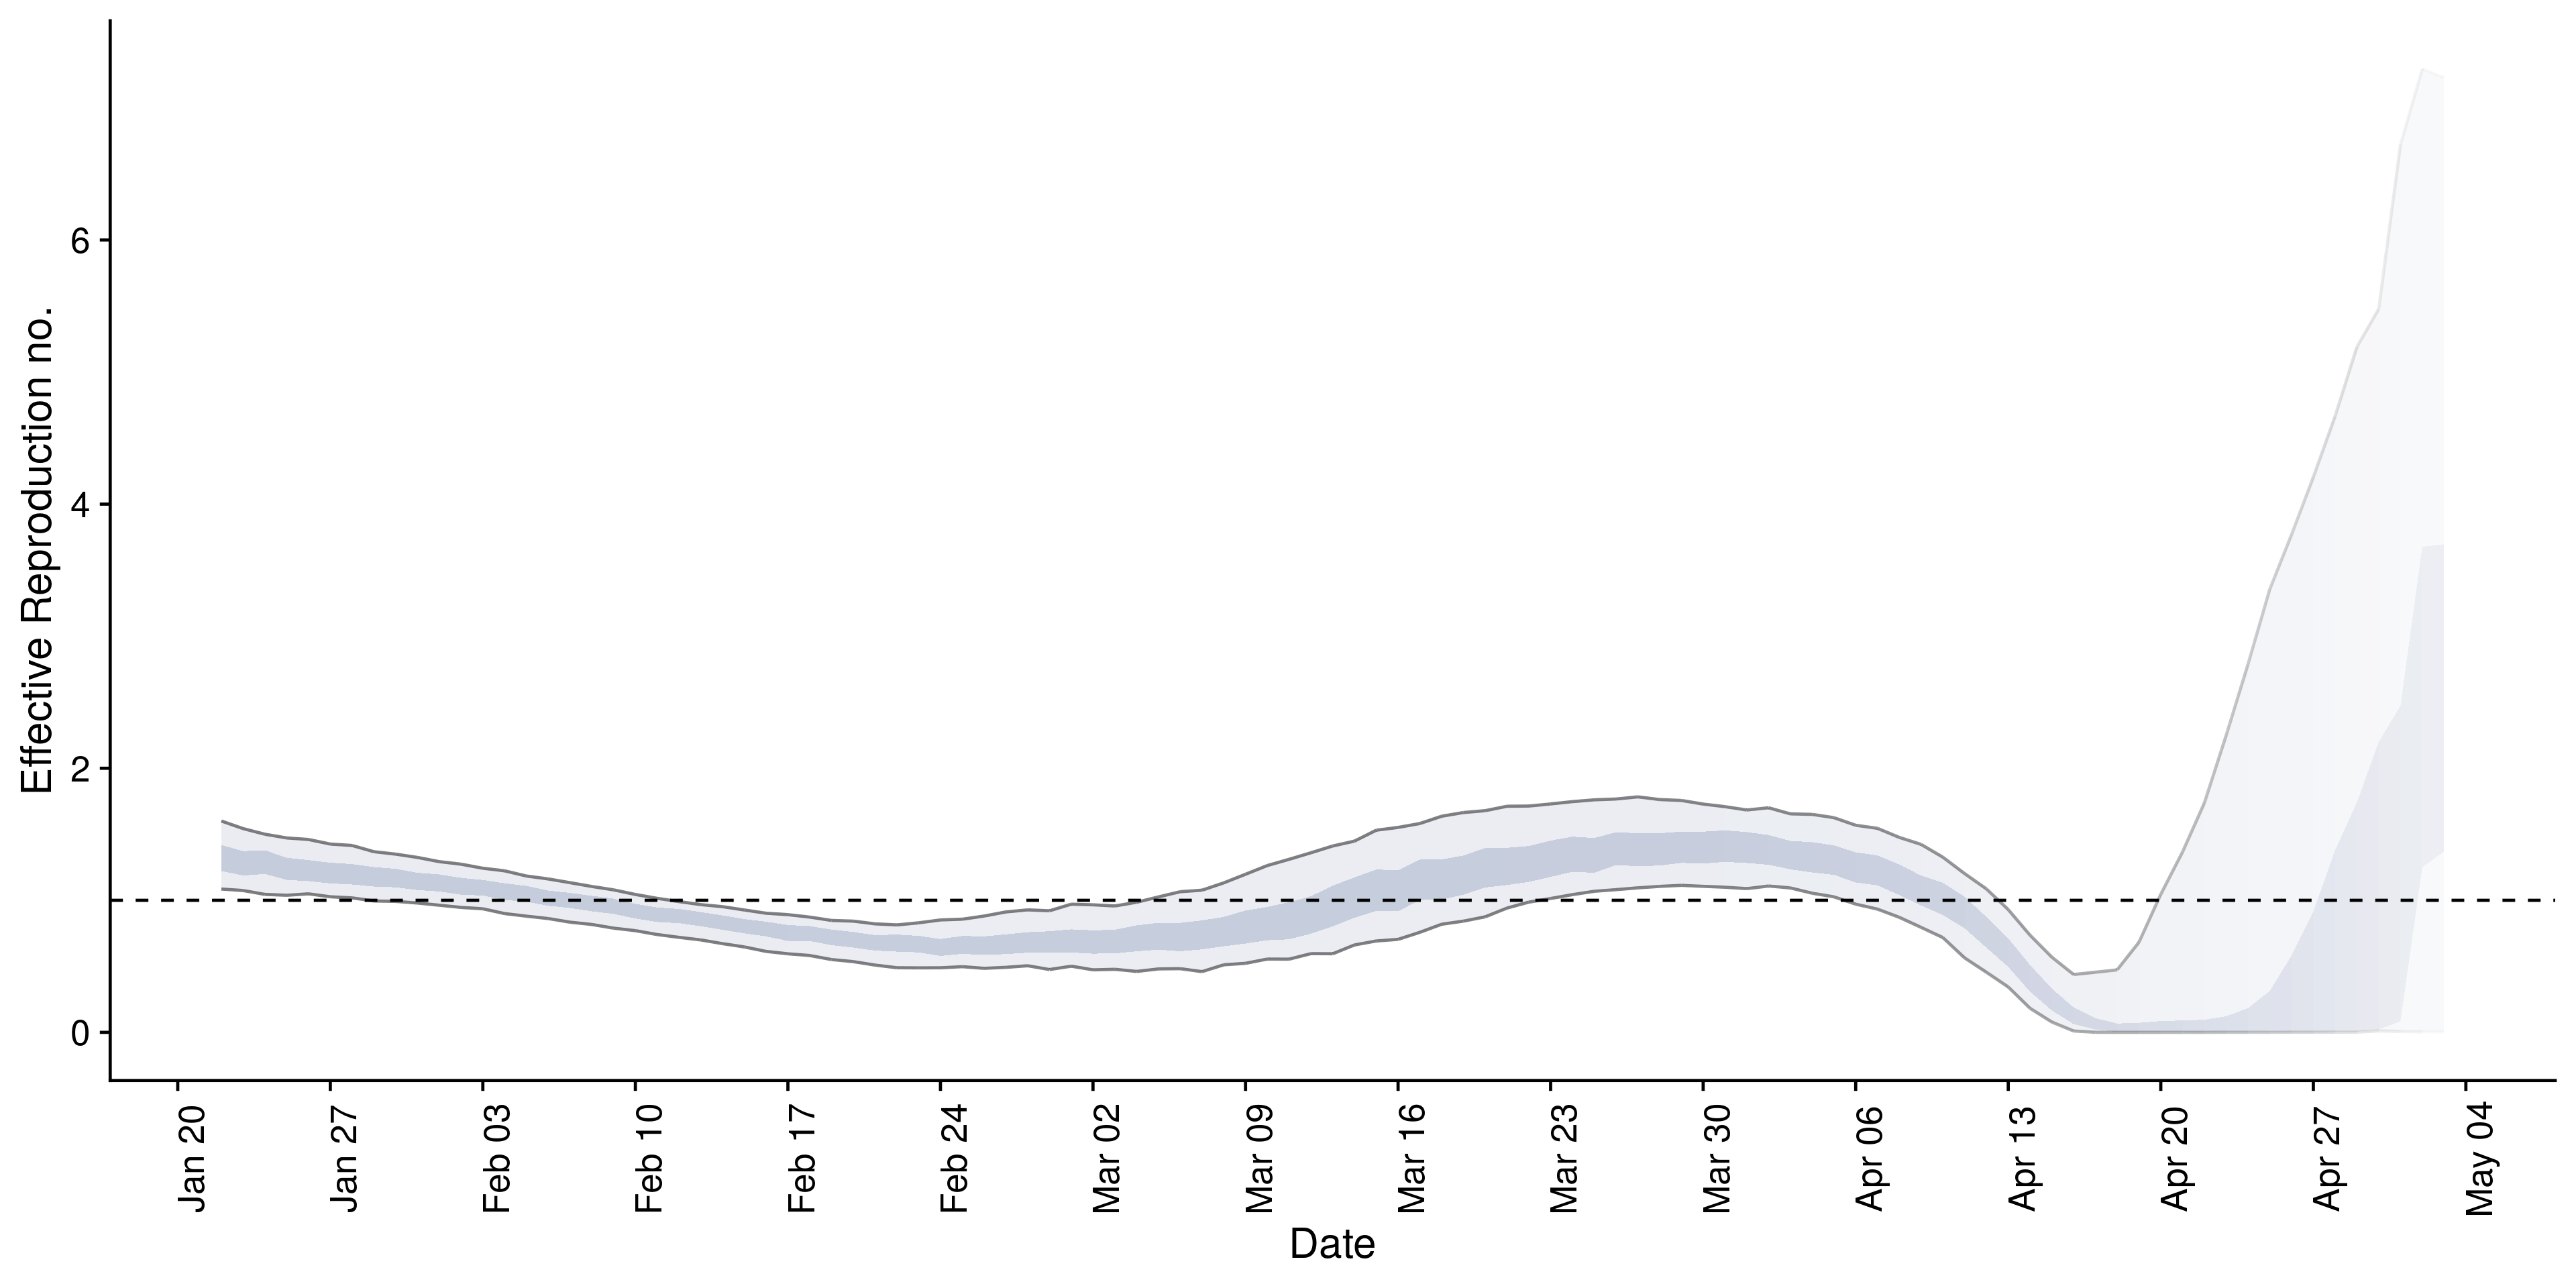 Effective Reproduction no.
6
4
2
0
Jan 20
Jan 27
Feb 03
Feb 10
Feb 17
Feb 24
Mar 02
Mar 09
Mar 16
Mar 23
Mar 30
Apr 06
Apr 13
Apr 20
Apr 27
May 04
Date